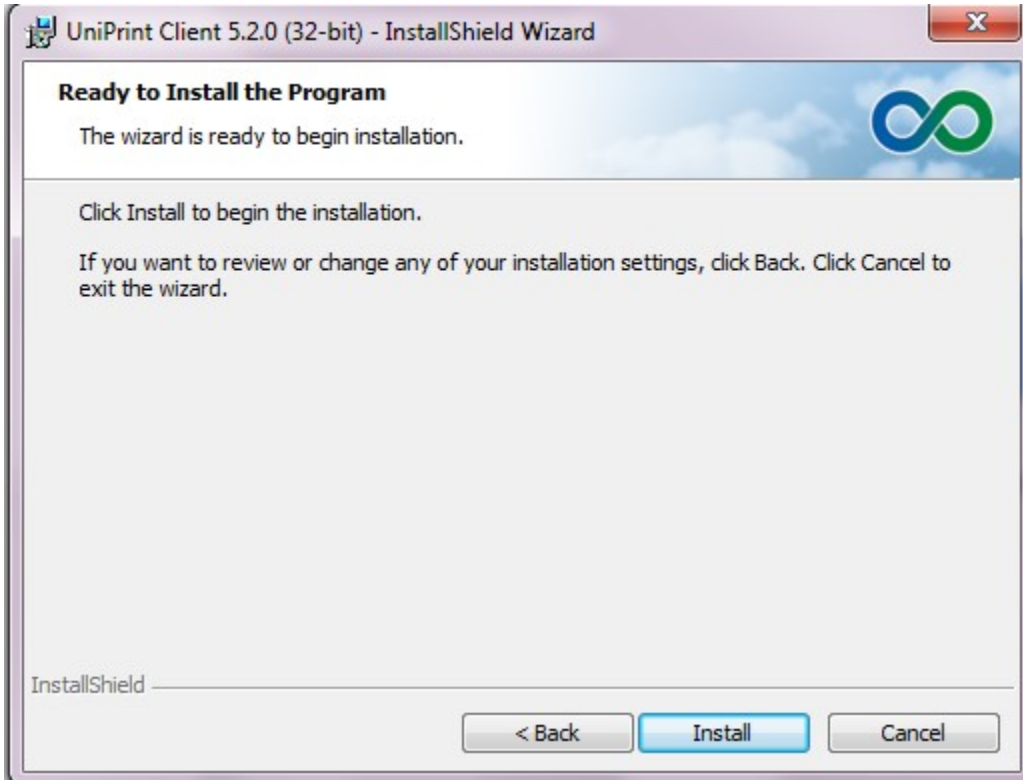 UniPrint Client 5.2.0 (32-bit) - InstallShield Wizard
Ready to Install the Program
The wizard is ready to begin installation.
Click Install to begin the installation.
If you want to review or change any of your installation settings, click Back. Click Cancel to
exit the wizard.
InstallShield
< Back
Install
Cancel